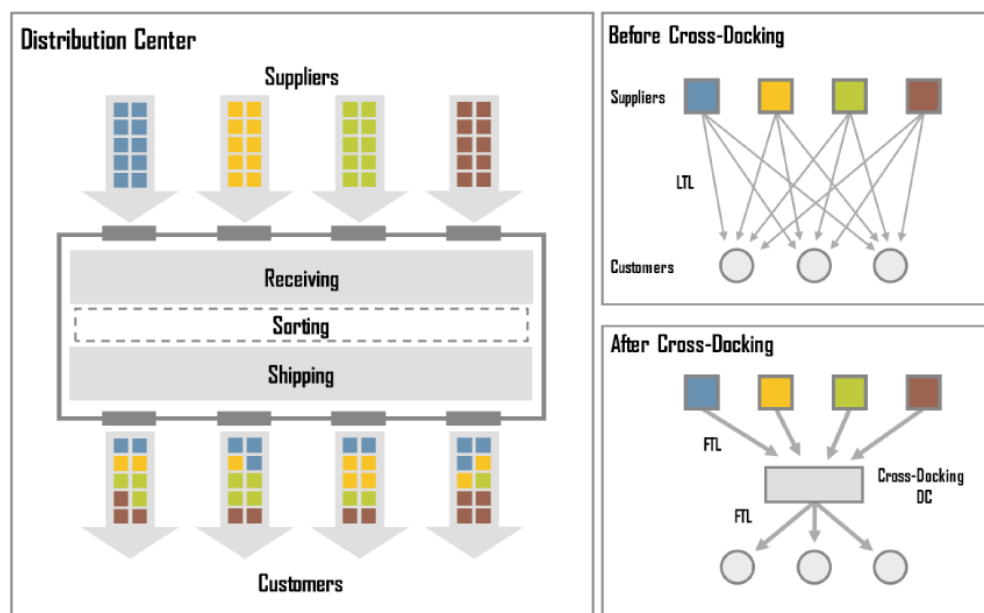 Distribution Center
Suppliers
Receiving
Sorting
Shipping
Customers
Before Cross-Docking
Suppliers
LTL
Customers
After Cross-Docking
FTL
Cross-Docking
DC
FTL